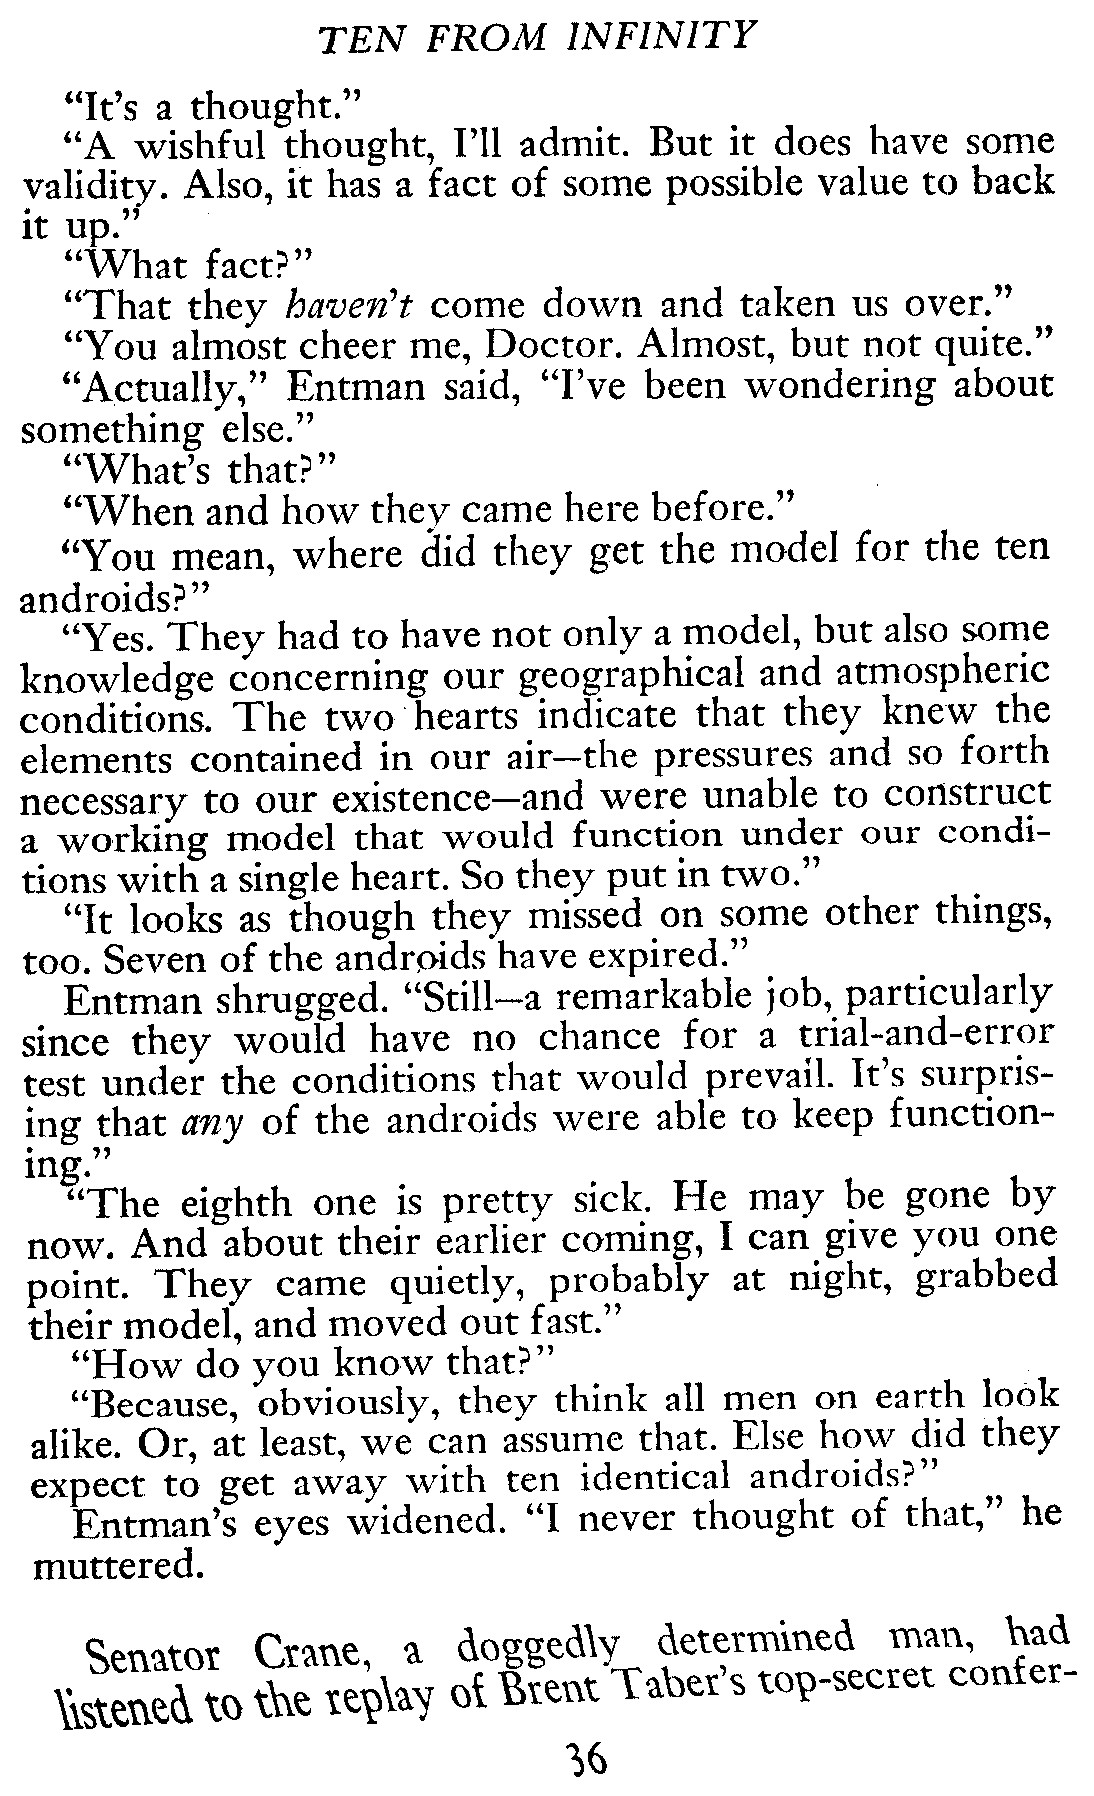 TEN FROM INFINITY
“It’s a thought.”
“A wishful thought, I’ll admit. But it does have some
validity. Also, it has a fact of some possible value to back
it up.”
“What fact?”
“That they haven’t come down and taken us over.”
“You almost cheer me, Doctor. Almost, but not quite.”
“Actually,” Entman said, “I’ve been wondering about
something else.”
“What’s that?”
“When and how they came here before.”
“You mean, where did they get the model for the ten
androids?”
“Yes. They had to have not only a model, but also some
knowledge concerning our geographical and atmospheric
conditions. The two hearts indicate that they knew the
elements contained in our air—the pressures and so forth
necessary to our existence—and were unable to construct
a working model that would function under our condi-
tions with a single heart. So they put in two.”
“It looks as though they missed on some other things,
too. Seven of the androids have expired.”
Entman shrugged. “Still—a remarkable job, particularly
since they would have no chance for a trial-and-error
test under the conditions that would prevail. It’s surpris-
ing that any of the androids were able to keep function-
ing.”
“The eighth one is pretty sick. He may be gone by
now. And about their earlier coming, I can give you one
point. They came quietly, probably at night, grabbed
their model, and moved out fast.”
“How do you know that?”
“Because, obviously, they think all men on earth look
alike. Or, at least, we can assume that. Else how did they
expect to get away with ten identical androids?”
Entman’s eyes widened. “I never thought of that,” he
muttered.
Senator Crane, a doggedly determined man, had
listened to the replay of Brent Taber’s top-secret confer-
36